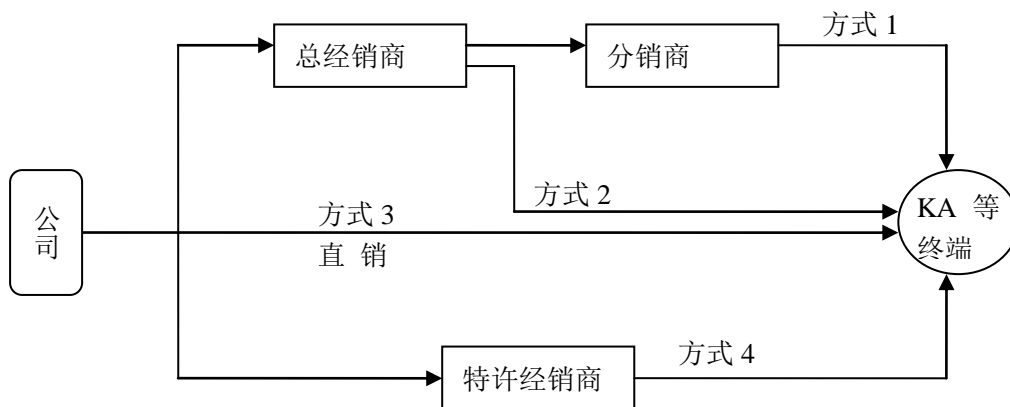 方式 1
总经销商
分销商
方式 2
KA 等
终端
公
司
方式 3
直 销
特许经销商
方式 4